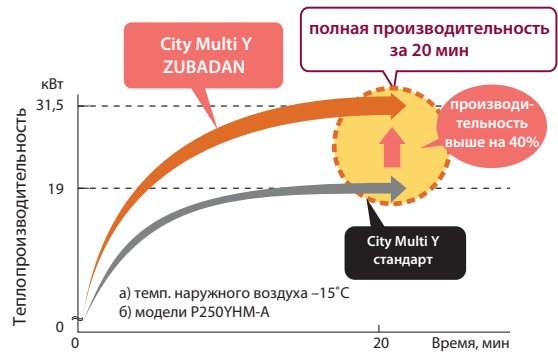 City Multi Y
ZUBADAN
полная производительность
за 20 мин
кВт
31,5
производи-
тельность
выше на 40%
Теплопроизводительность
19
City Multi Y
стандарт
а) темп. наружного воздуха –15˚С
б) модели P250YHM-A
0
0
20
Время, мин